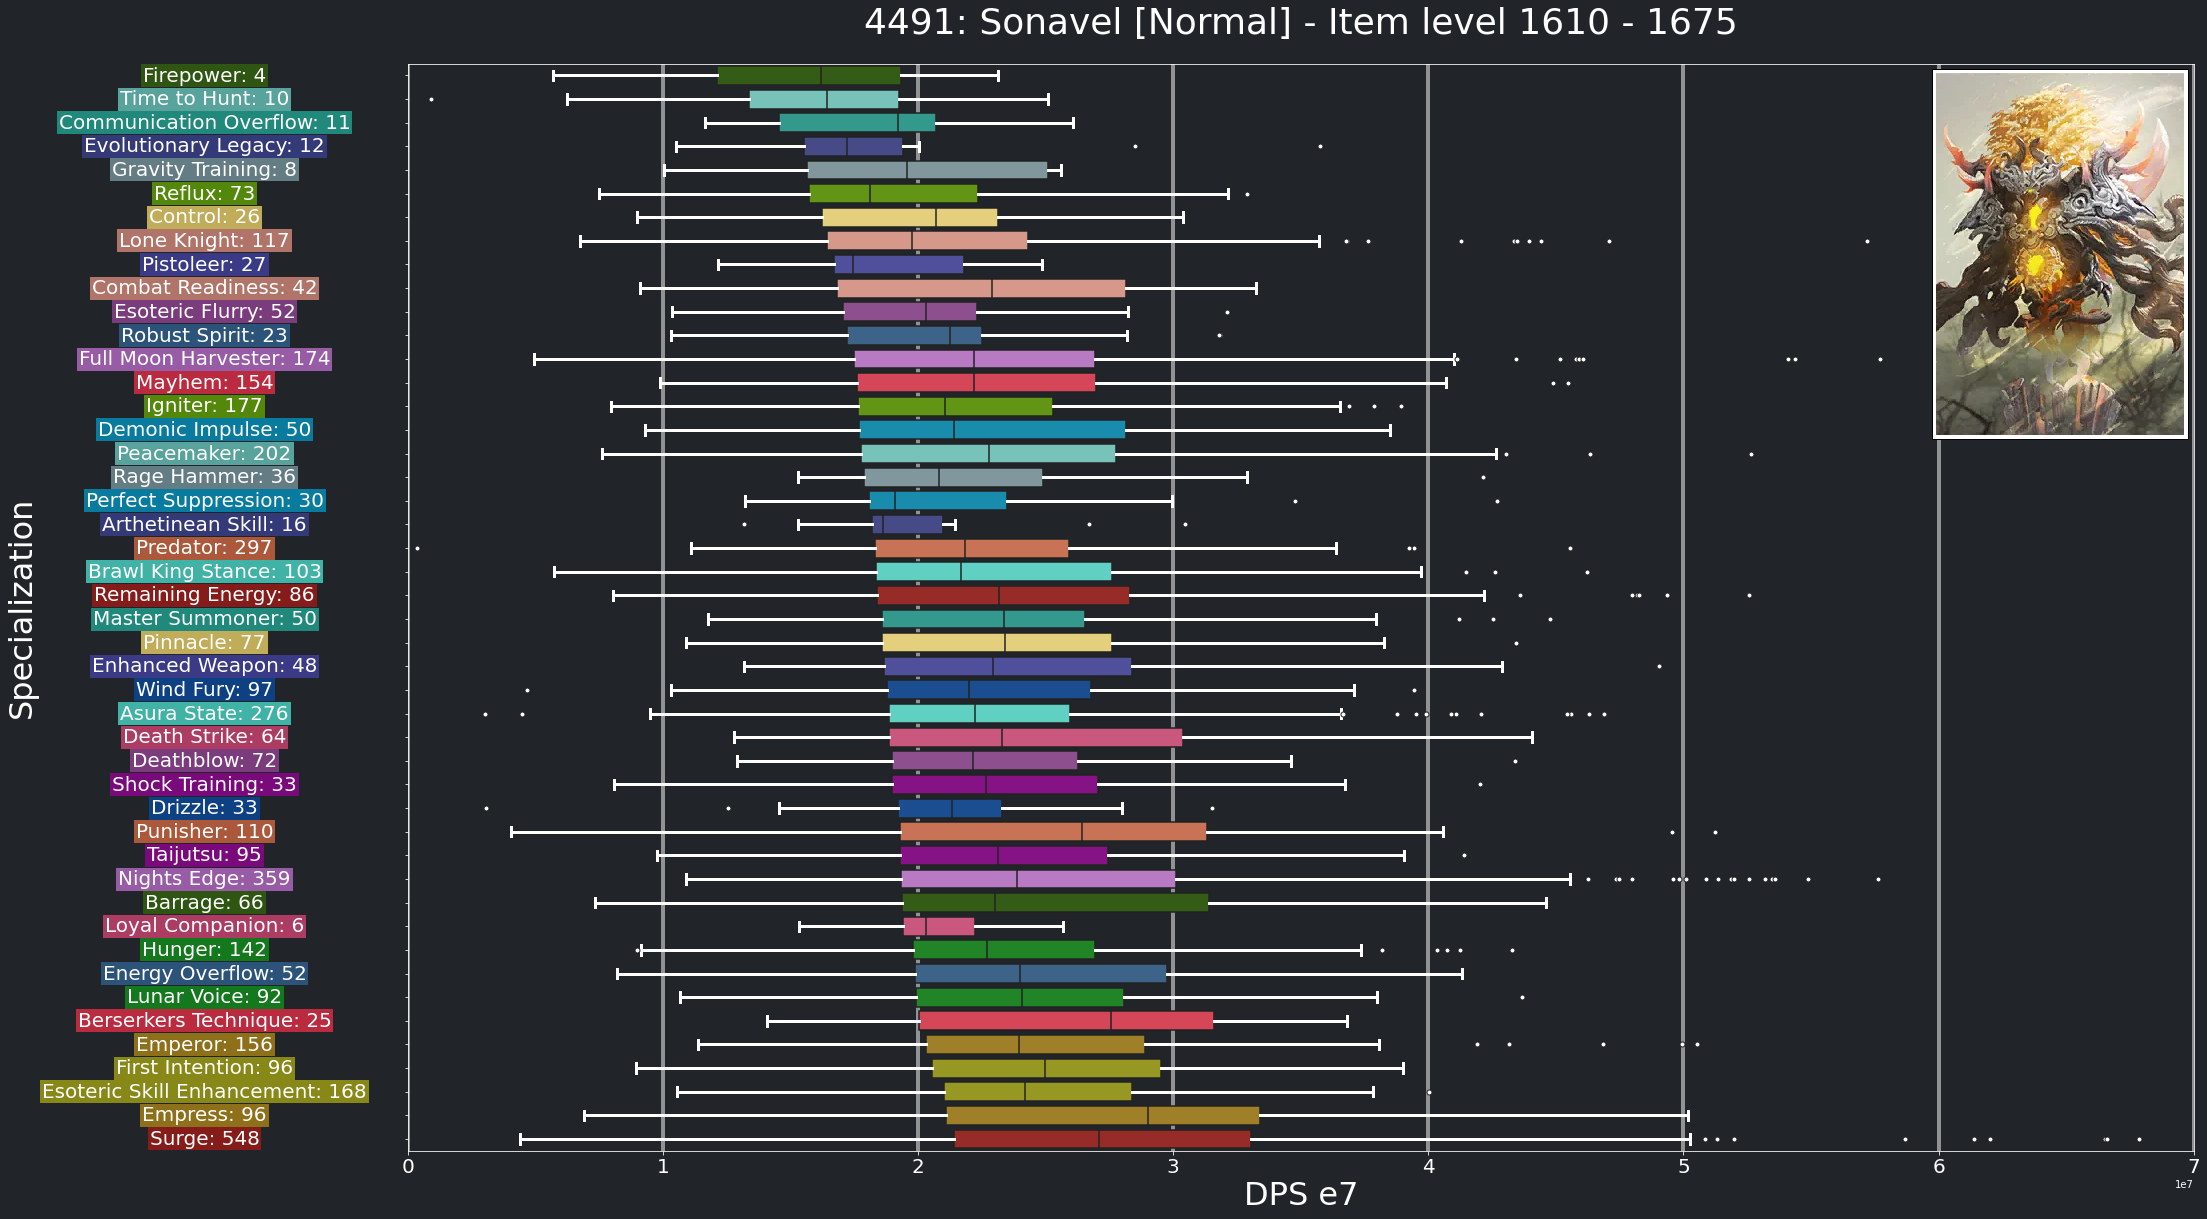 4491: Sonavel [Normal] - Item level 1610 - 1675
Specialization
Firepower: 4
Time to Hunt: 10
Communication Overflow: 11
Evolutionary Legacy: 12
Gravity Training: 8
Reflux: 73
Control: 26
Lone Knight: 117
Pistoleer: 27
Combat Readiness: 42
Esoteric Flurry: 52
Robust Spirit: 23
Full Moon Harvester: 174
Mayhem: 154
Igniter: 177
Demonic Impulse: 50
Peacemaker: 202
Rage Hammer: 36
Perfect Suppression: 30
Arthetinean Skill: 16
Predator: 297
Brawl King Stance: 103
Remaining Energy: 86
Master Summoner: 50
Pinnacle: 77
Enhanced Weapon: 48
Wind Fury: 97
Asura State: 276
Death Strike: 64
Deathblow: 72
Shock Training: 33
Drizzle: 33
Punisher: 110
Taijutsu: 95
Nights Edge: 359
Barrage: 66
Loyal Companion: 6
Hunger: 142
Energy Overflow: 52
Lunar Voice: 92
Berserkers Technique: 25
Emperor: 156
First Intention: 96
Esoteric Skill Enhancement: 168
Empress: 96
Surge: 548
0 1 2 3 4 5 6 7
1e7
DPS e7